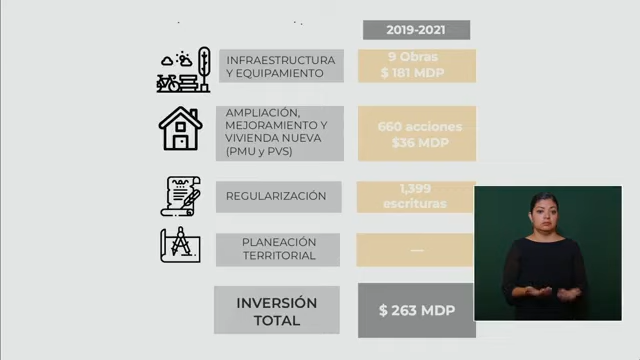 2019-2021
INFRAESTRUCTURA
Y EQUIPAMIENTO
9 Obras
$ 181 MDP
AMPLIACIÓN,
MEJORAMIENTO Y
VIVIENDA NUEVA
(PMU y PVS)
660 acciones
$36 MDP
REGULARIZACIÓN
1,399
escrituras
PLANEACIÓN
TERRITORIAL
—
INVERSIÓN
TOTAL
$ 263 MDP